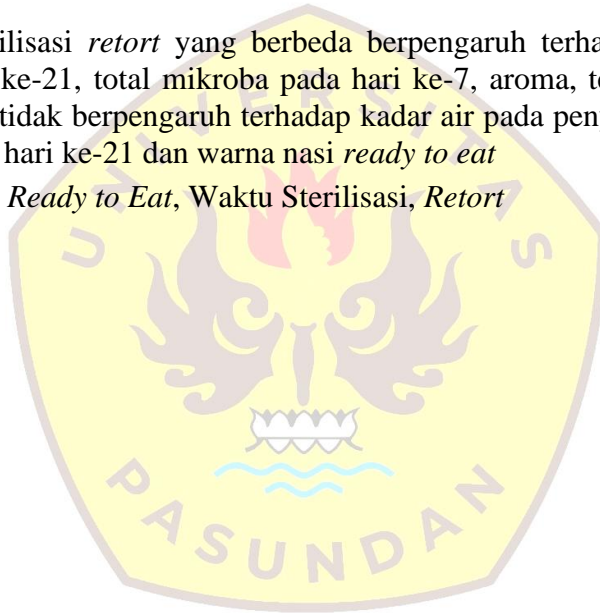 ilisasi retort yang berbeda berpengaruh terha
ke-21, total mikroba pada hari ke-7, aroma, te
tidak berpengaruh terhadap kadar air pada peny
hari ke-21 dan warna nasi ready to eat
Ready to Eat, Waktu Sterilisasi, Retort
UNIVERSITAS
PASUNDAN